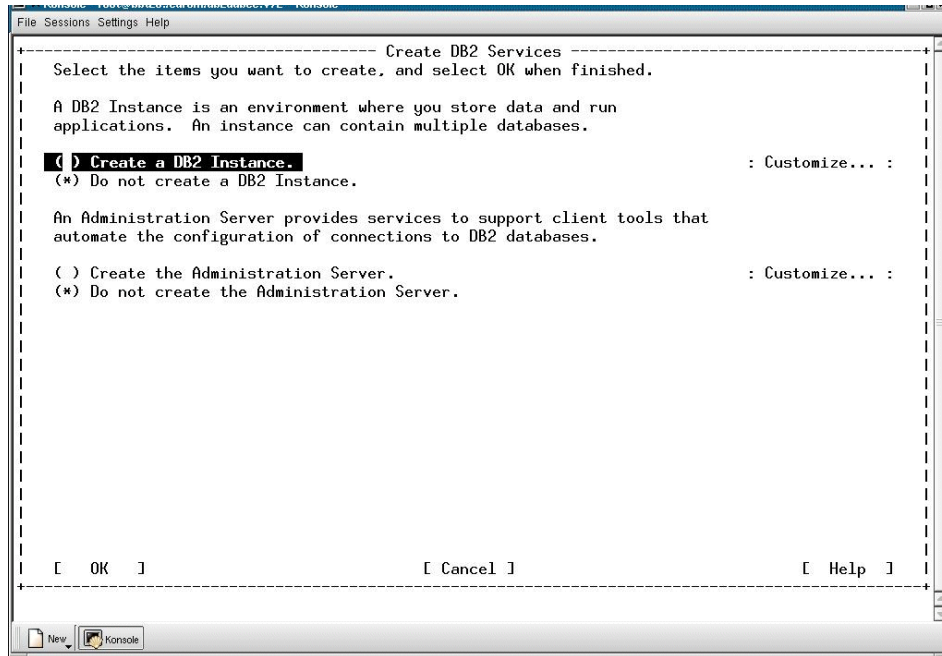 File Sessions Settings Help
Create DB2 Services
Select the items you want to create, and select OK when finished.
A DB2 Instance is an environment where you store data and run
applications. An instance can contain multiple databases.
( ) Create a DB2 Instance. : Customize... :
(*) Do not create a DB2 Instance.
An Administration Server provides services to support client tools that
automate the configuration of connections to DB2 databases.
( ) Create the Administration Server. : Customize... :
(*) Do not create the Administration Server.
[ OK ] [ Cancel ] [ Help ]
New Konsole